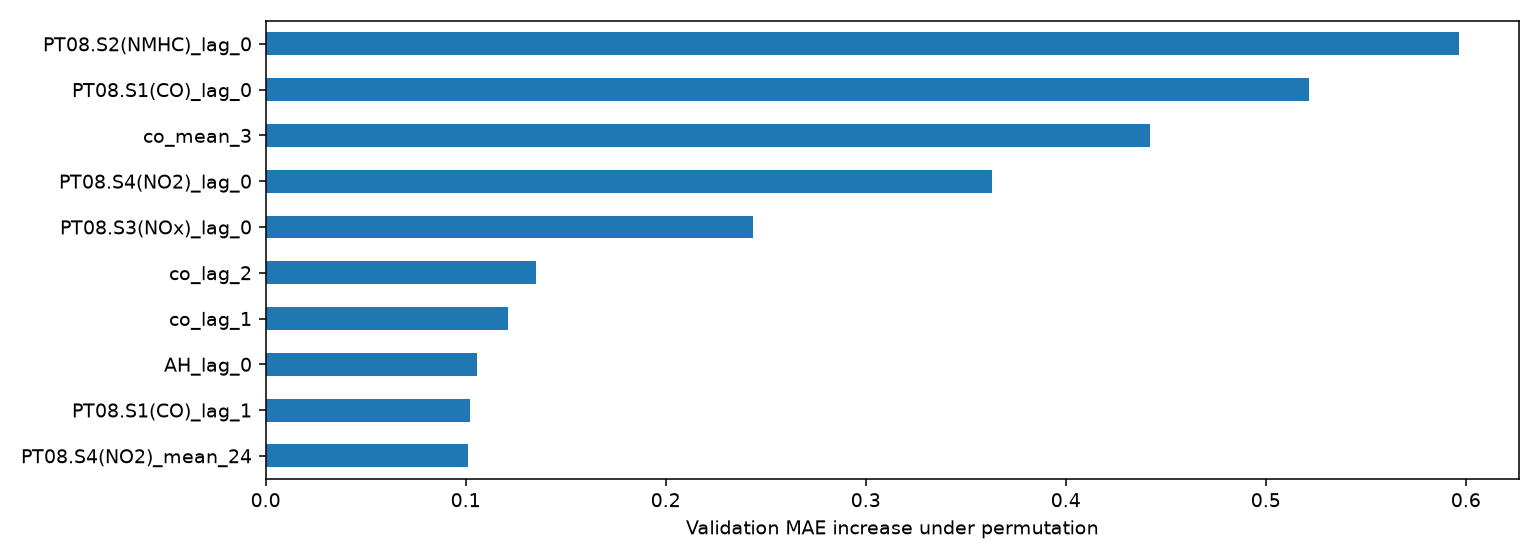 PT08.S2(NMHC)_lag_0
PT08.S1(CO)_lag_0
co_mean_3
PT08.S4(NO2)_lag_0
PT08.S3(NOx)_lag_0
co_lag_2
co_lag_1
AH_lag_0
PT08.S1(CO)_lag_1
PT08.S4(NO2)_mean_24
0.0 0.1 0.2 0.3 0.4 0.5 0.6
Validation MAE increase under permutation